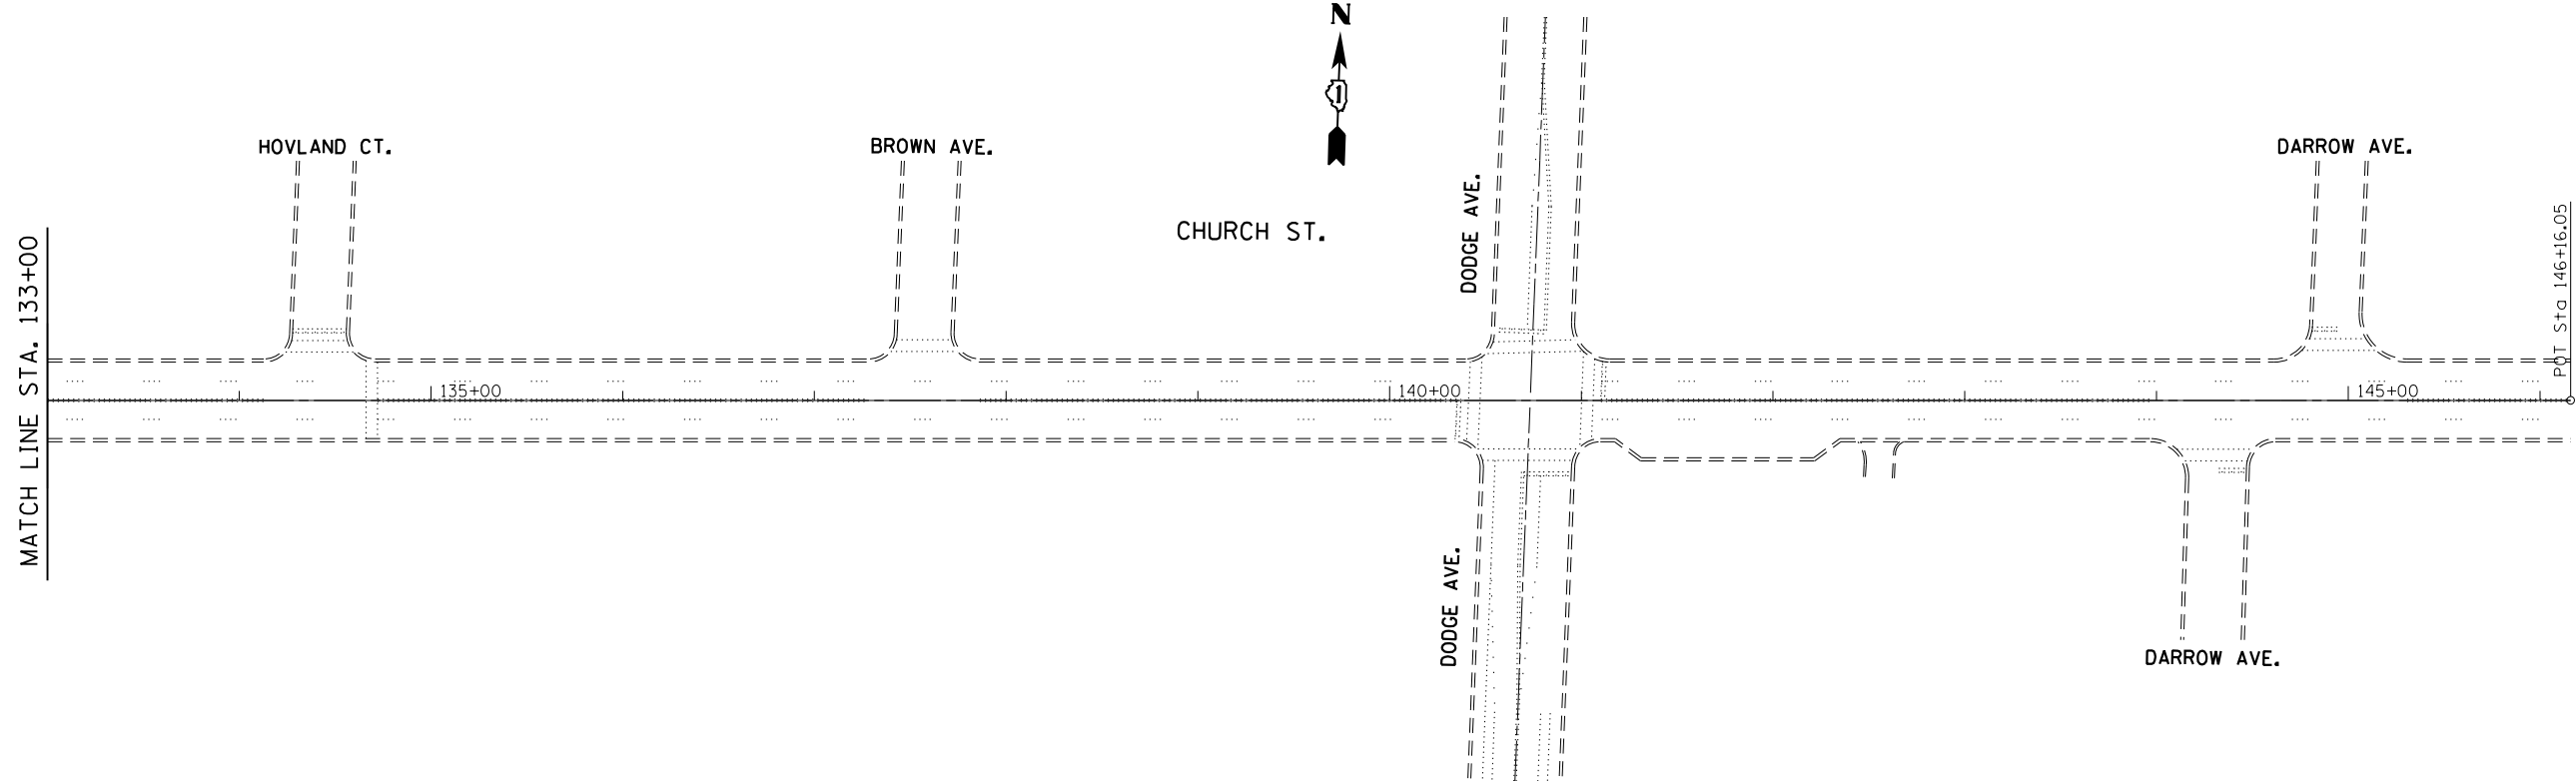 N
1
HOVLAND CT.
BROWN AVE.
DARROW AVE.
DODGE AVE.
CHURCH ST.
MATCH LINE STA. 133+00
POT Sta 146+16.05
135+00
140+00
145+00
DODGE AVE.
DARROW AVE.